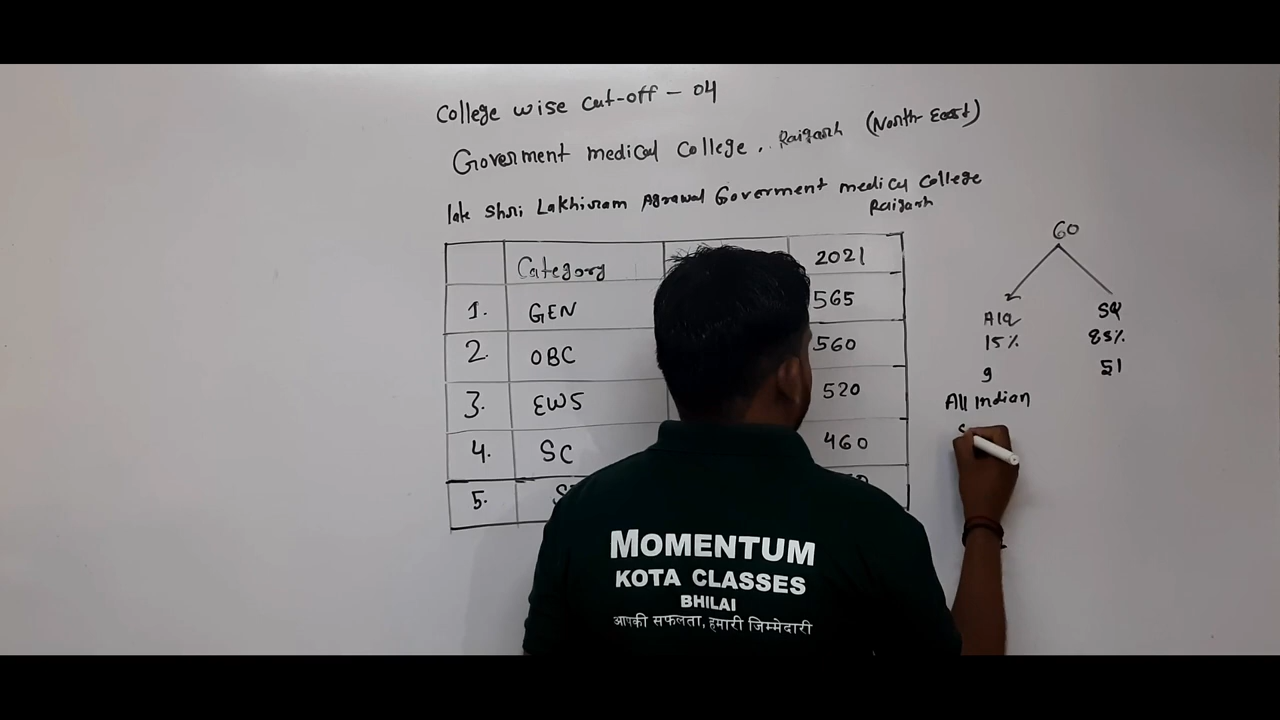 College wise cut-off - 04
Goverment medical College, Raigarh (North East)
late Shri Lakhiram Agrawal Goverment medical College
Raigarh
Category 2021
1. GEN 565
2. OBC 560
3. EWS 520
4. SC 460
5.
60
AIQ SQ
15% 85%
9 51
All Indian
MOMENTUM
KOTA CLASSES
BHILAI
आपकी सफलता, हमारी जिम्मेदारी